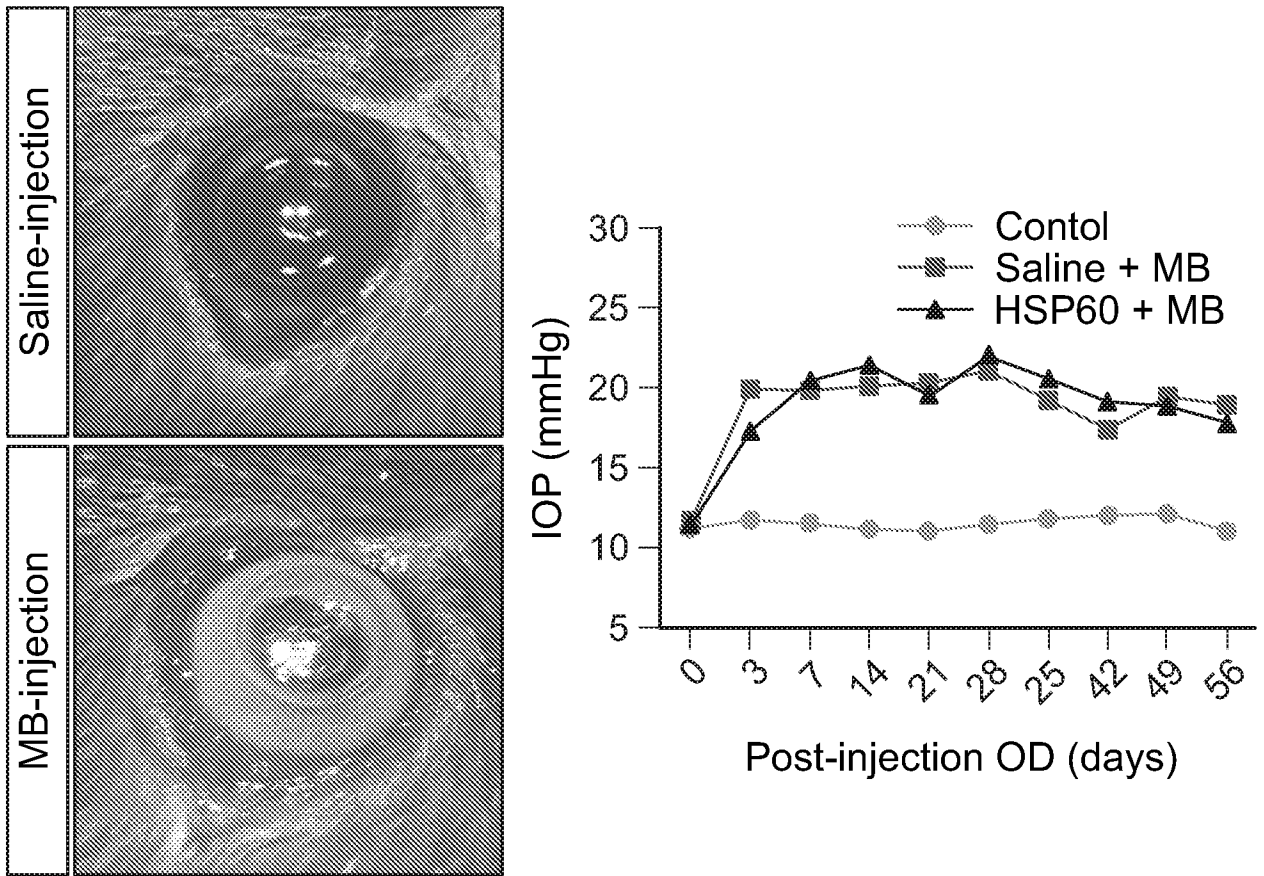 Saline-injection
MB-injection
Contol
Saline + MB
HSP60 + MB
IOP (mmHg)
30
25
20
15
10
5
0 3 7 14 21 28 25 42 49 56
Post-injection OD (days)